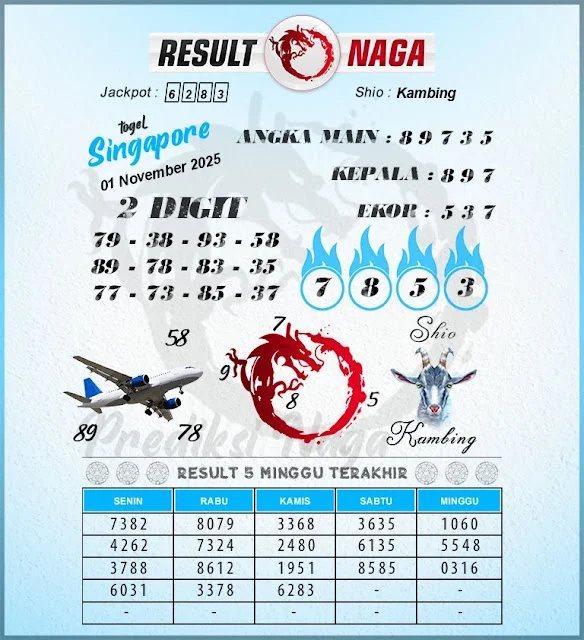 RESULT NAGA
Jackpot : 6283
Shio : Kambing
togel
Singapore
01 November 2025
ANGKA MAIN : 8 9 7 3 5
KEPALA : 8 9 7
EKOR : 5 3 7
2 DIGIT
79 - 38 - 93 - 58
89 - 78 - 83 - 35
77 - 73 - 85 - 37
7 8 5 3
58
89
78
7
9
8
5
Shio
Kambing
Prediksi Naga
RESULT 5 MINGGU TERAKHIR
SENIN RABU KAMIS SABTU MINGGU
7382 8079 3368 3635 1060
4262 7324 2480 6135 5548
3788 8612 1951 8585 0316
6031 3378 6283 - -
- - - - -